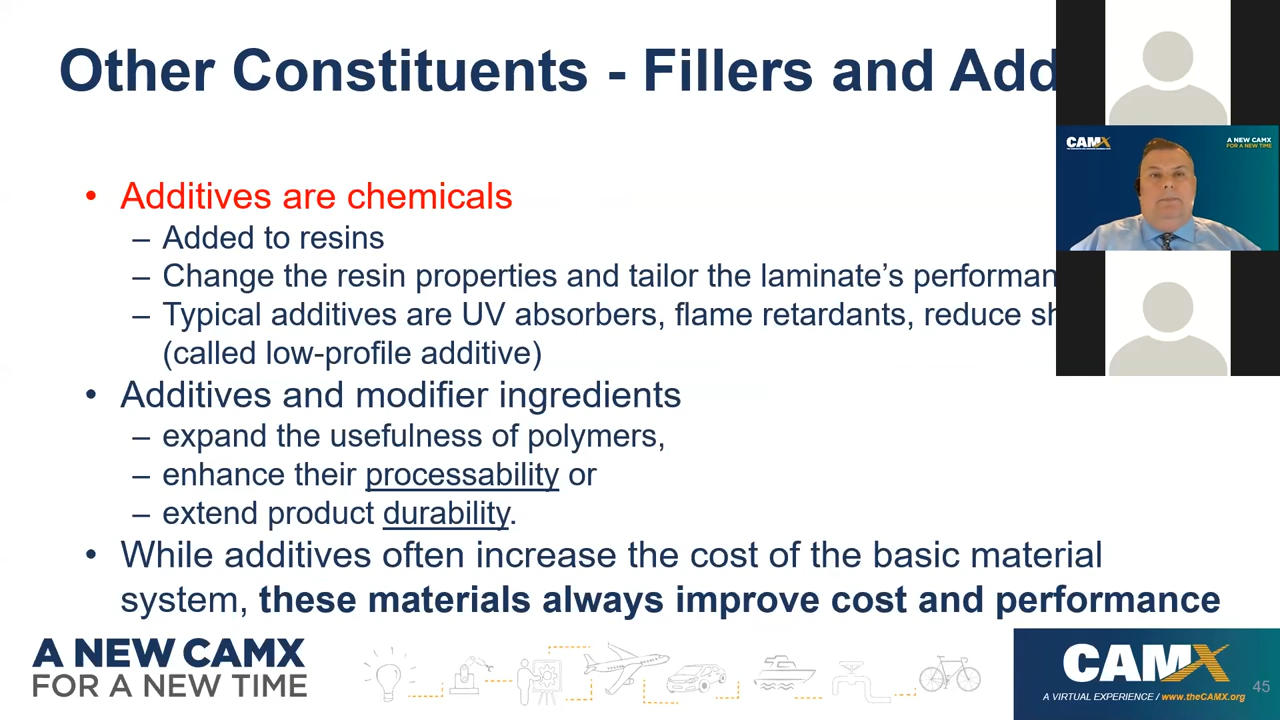 Other Constituents - Fillers and Add
• Additives are chemicals
– Added to resins
– Change the resin properties and tailor the laminate's
– Typical additives are UV absorbers, flame retardants, reduce
(called low-profile additive)
• Additives and modifier ingredients
– expand the usefulness of polymers,
– enhance their processability or
– extend product durability.
• While additives often increase the cost of the basic material
system, these materials always improve cost and performance
CAMX
A NEW CAMX
FOR A NEW TIME
A NEW CAMX
FOR A NEW TIME
CAMX
A VIRTUAL EXPERIENCE / www.theCAMX.org
45